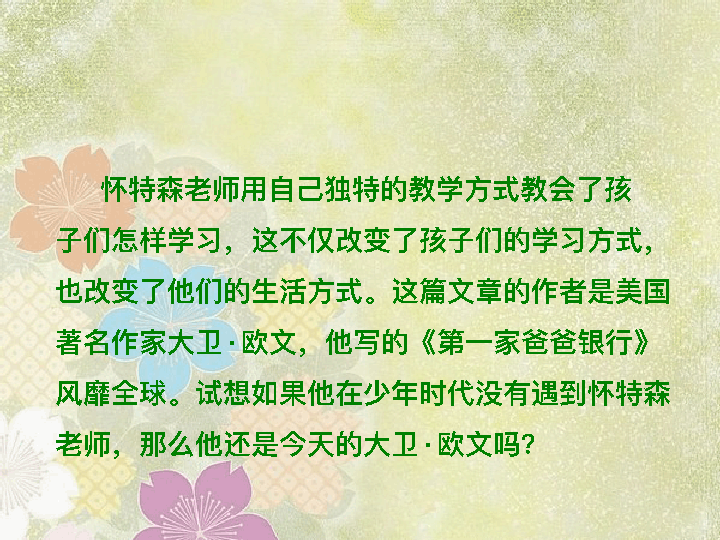 怀特森老师用自己独特的教学方式教会了孩
子们怎样学习，这不仅改变了孩子们的学习方式，
也改变了他们的生活方式。这篇文章的作者是美国
著名作家大卫·欧文，他写的《第一家爸爸银行》
风靡全球。试想如果他在少年时代没有遇到怀特森
老师，那么他还是今天的大卫·欧文吗？